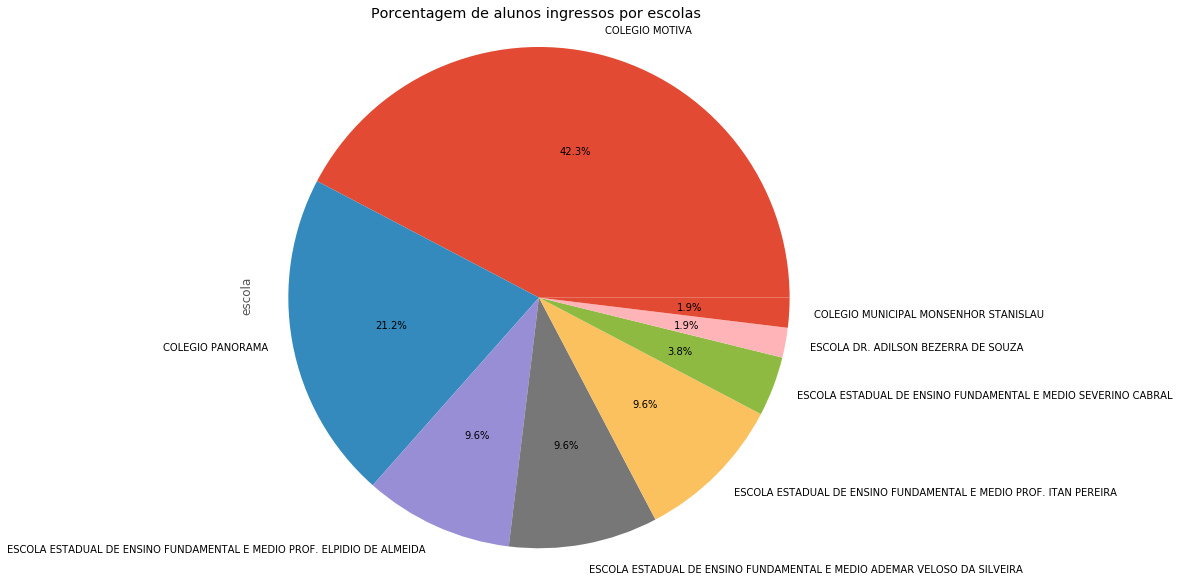 Porcentagem de alunos ingressos por escolas
COLEGIO MOTIVA
42.3%
escola
21.2%
COLEGIO PANORAMA
9.6%
ESCOLA ESTADUAL DE ENSINO FUNDAMENTAL E MEDIO PROF. ELPIDIO DE ALMEIDA
9.6%
ESCOLA ESTADUAL DE ENSINO FUNDAMENTAL E MEDIO ADEMAR VELOSO DA SILVEIRA
9.6%
ESCOLA ESTADUAL DE ENSINO FUNDAMENTAL E MEDIO PROF. ITAN PEREIRA
3.8%
ESCOLA ESTADUAL DE ENSINO FUNDAMENTAL E MEDIO SEVERINO CABRAL
1.9%
ESCOLA DR. ADILSON BEZERRA DE SOUZA
1.9%
COLEGIO MUNICIPAL MONSENHOR STANISLAU